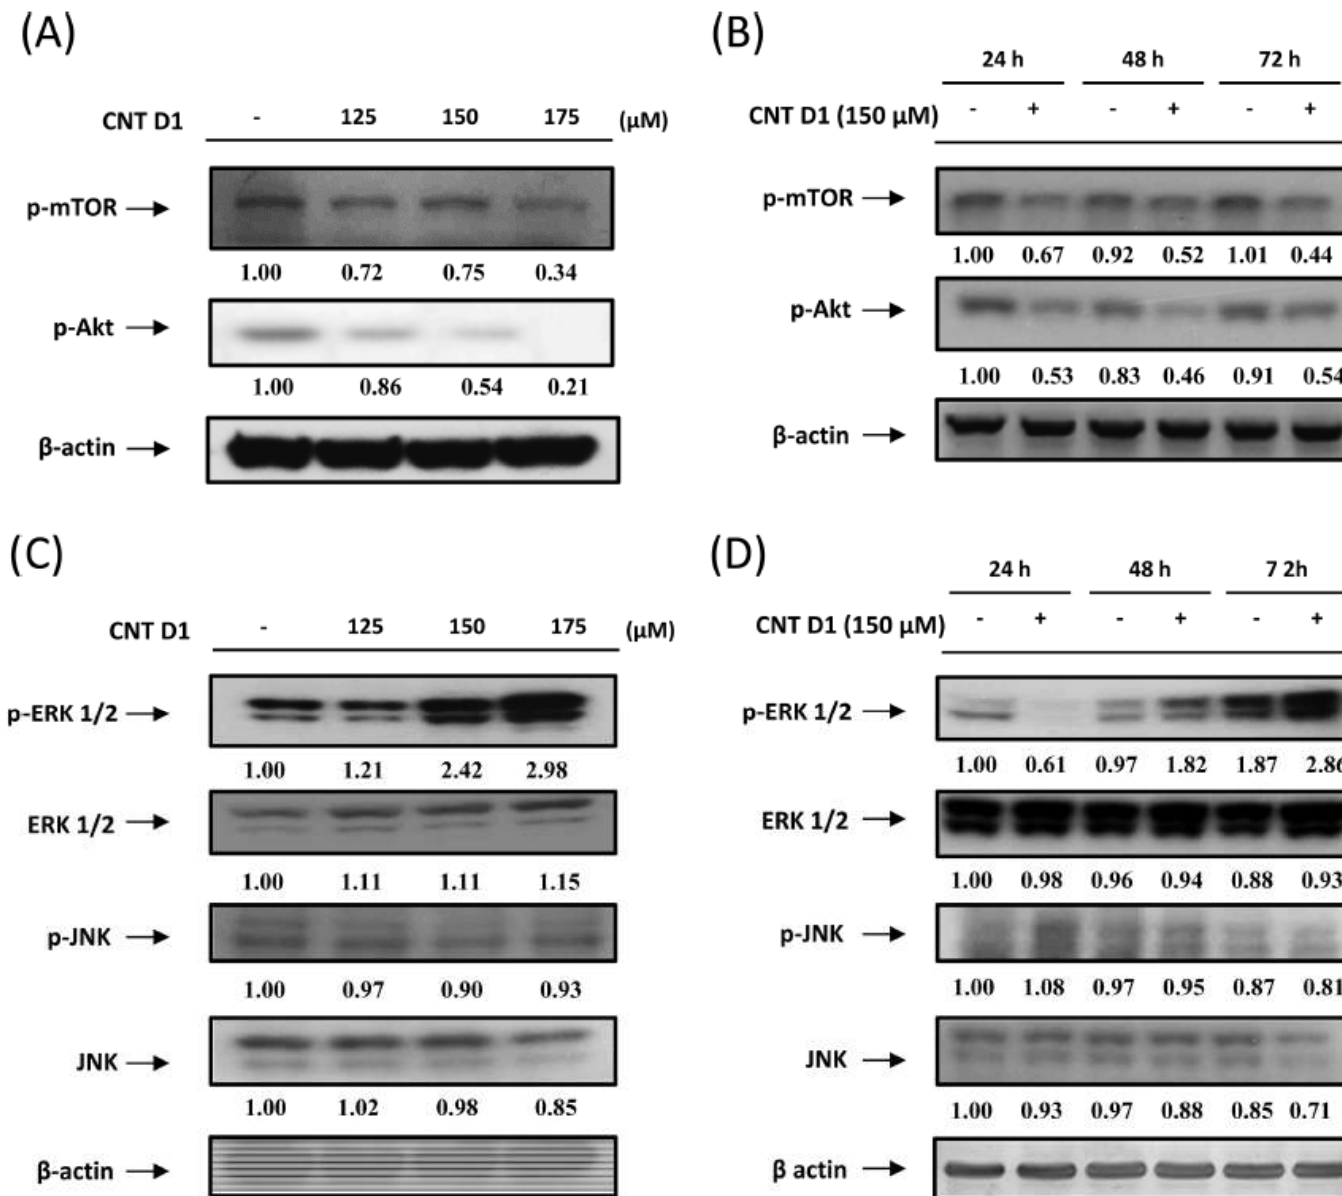 (A)
CNT D1 - 125 150 175 (μM)
p-mTOR
1.00 0.72 0.75 0.34
p-Akt
1.00 0.86 0.54 0.21
β-actin
(B)
24 h 48 h 72 h
CNT D1 (150 μM) - + - + - +
p-mTOR
1.00 0.67 0.92 0.52 1.01 0.44
p-Akt
1.00 0.53 0.83 0.46 0.91 0.54
β-actin
(C)
CNT D1 - 125 150 175 (μM)
p-ERK 1/2
1.00 1.21 2.42 2.98
ERK 1/2
1.00 1.11 1.11 1.15
p-JNK
1.00 0.97 0.90 0.93
JNK
1.00 1.02 0.98 0.85
β-actin
(D)
24 h 48 h 7 2h
CNT D1 (150 μM) - + - + - +
p-ERK 1/2
1.00 0.61 0.97 1.82 1.87 2.86
ERK 1/2
1.00 0.98 0.96 0.94 0.88 0.93
p-JNK
1.00 1.08 0.97 0.95 0.87 0.81
JNK
1.00 0.93 0.97 0.88 0.85 0.71
β actin